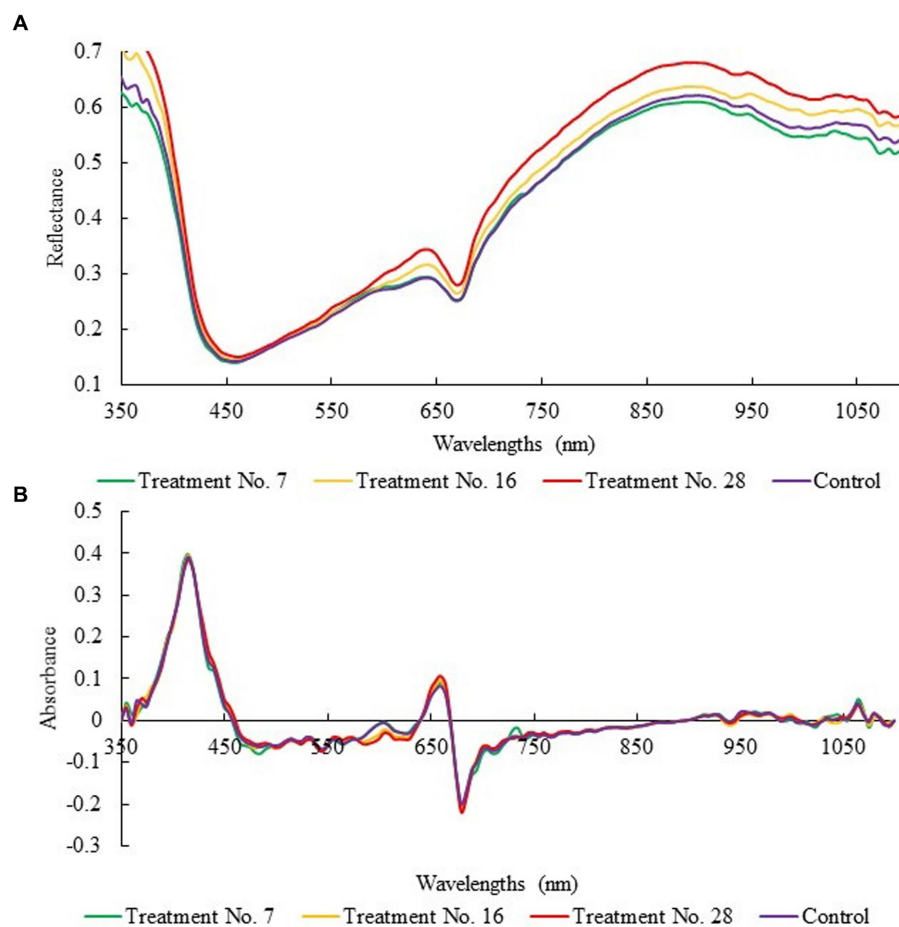 A
0.7
0.6
0.5
0.4
0.3
0.2
0.1
Reflectance
350 450 550 650 750 850 950 1050
Wavelengths (nm)
Treatment No. 7 Treatment No. 16 Treatment No. 28 Control
B
0.5
0.4
0.3
0.2
0.1
0
-0.1
-0.2
-0.3
Absorbance
350 450 550 650 750 850 950 1050
Wavelengths (nm)
Treatment No. 7 Treatment No. 16 Treatment No. 28 Control